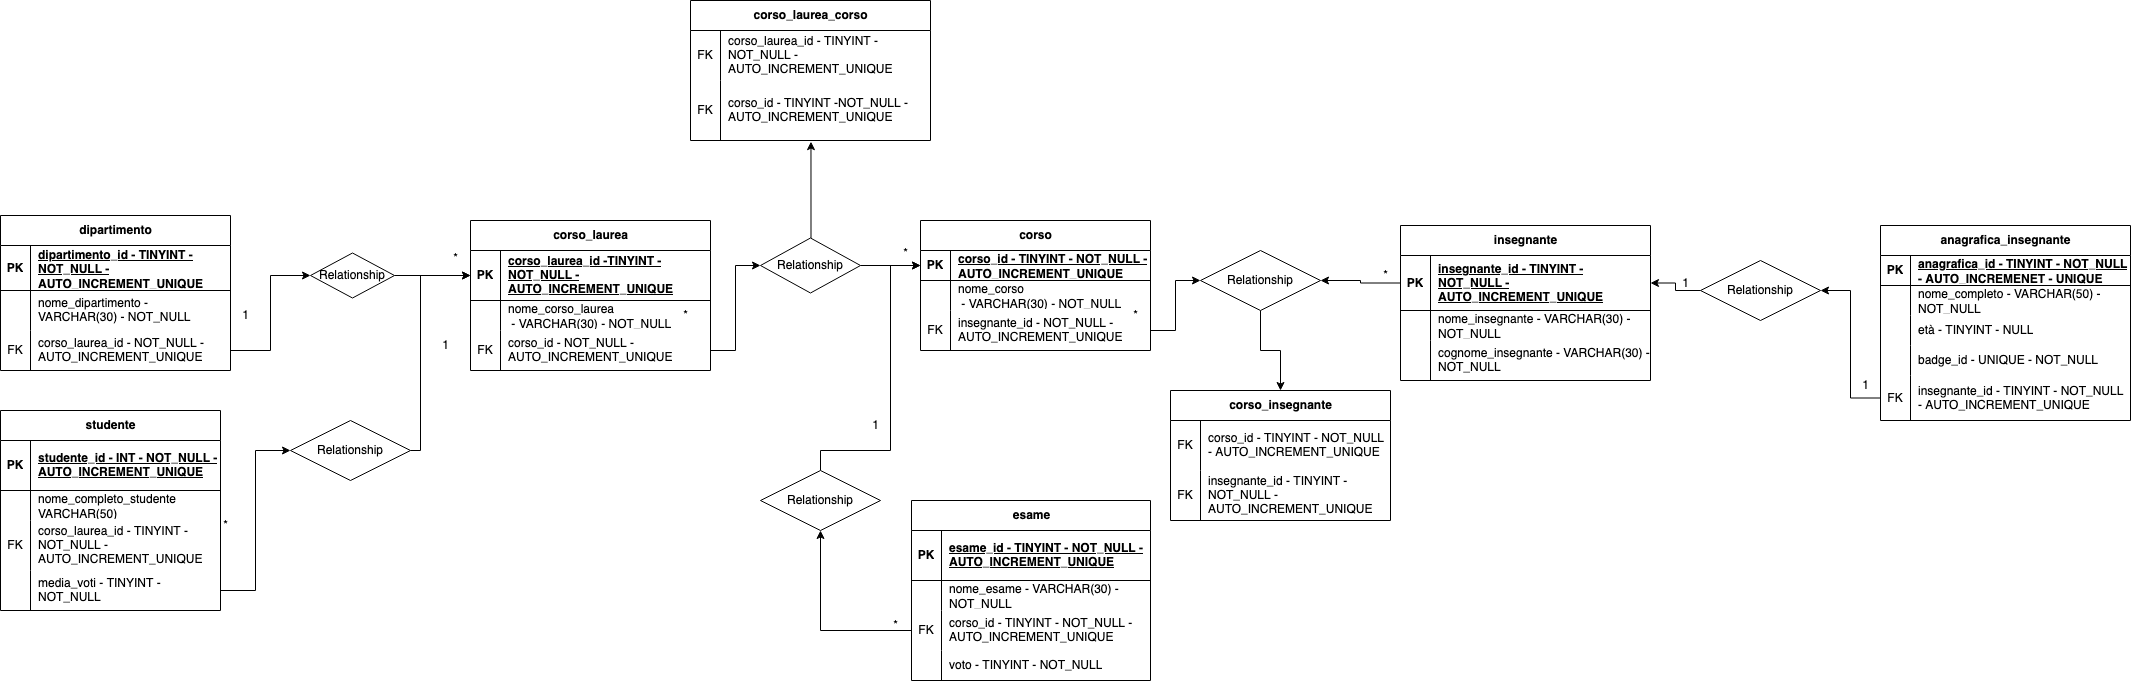 corso_laurea_corso
FK
corso_laurea_id - TINYINT -
NOT_NULL -
AUTO_INCREMENT_UNIQUE
FK
corso_id - TINYINT -NOT_NULL -
AUTO_INCREMENT_UNIQUE
dipartimento
PK
dipartimento_id - TINYINT -
NOT_NULL -
AUTO_INCREMENT_UNIQUE
nome_dipartimento -
VARCHAR(30) - NOT_NULL
FK
corso_laurea_id - NOT_NULL -
AUTO_INCREMENT_UNIQUE
1
Relationship
*
1
corso_laurea
PK
corso_laurea_id -TINYINT -
NOT_NULL -
AUTO_INCREMENT_UNIQUE
nome_corso_laurea
- VARCHAR(30) - NOT_NULL
*
FK
corso_id - NOT_NULL -
AUTO_INCREMENT_UNIQUE
Relationship
*
corso
PK
corso_id - TINYINT - NOT_NULL -
AUTO_INCREMENT_UNIQUE
nome_corso
- VARCHAR(30) - NOT_NULL
*
FK
insegnante_id - NOT_NULL -
AUTO_INCREMENT_UNIQUE
Relationship
*
insegnante
PK
insegnante_id - TINYINT -
NOT_NULL -
AUTO_INCREMENT_UNIQUE
nome_insegnante - VARCHAR(30) -
NOT_NULL
cognome_insegnante - VARCHAR(30) -
NOT_NULL
1
Relationship
1
anagrafica_insegnante
PK
anagrafica_id - TINYINT - NOT_NULL
- AUTO_INCREMENET - UNIQUE
nome_completo - VARCHAR(50) -
NOT_NULL
età - TINYINT - NULL
badge_id - UNIQUE - NOT_NULL
FK
insegnante_id - TINYINT - NOT_NULL
- AUTO_INCREMENT_UNIQUE
studente
PK
studente_id - INT - NOT_NULL -
AUTO_INCREMENT_UNIQUE
nome_completo_studente
VARCHAR(50)
FK
corso_laurea_id - TINYINT -
NOT_NULL -
AUTO_INCREMENT_UNIQUE
media_voti - TINYINT -
NOT_NULL
*
Relationship
1
Relationship
*
esame
PK
esame_id - TINYINT - NOT_NULL -
AUTO_INCREMENT_UNIQUE
nome_esame - VARCHAR(30) -
NOT_NULL
FK
corso_id - TINYINT - NOT_NULL -
AUTO_INCREMENT_UNIQUE
voto - TINYINT - NOT_NULL
corso_insegnante
FK
corso_id - TINYINT - NOT_NULL
- AUTO_INCREMENT_UNIQUE
FK
insegnante_id - TINYINT -
NOT_NULL -
AUTO_INCREMENT_UNIQUE